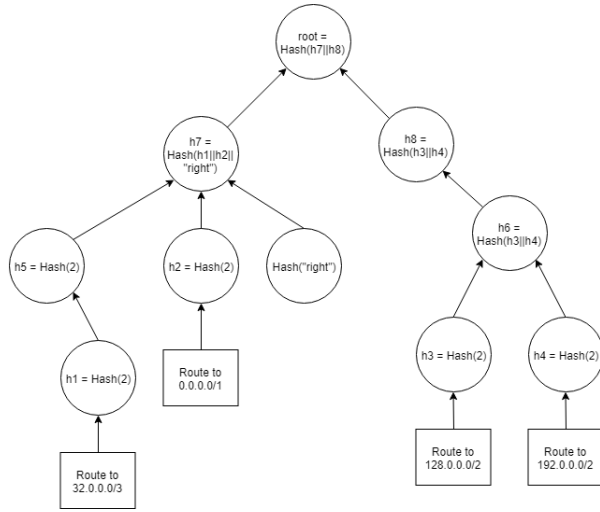 root =
Hash(h7||h8)
h7 =
Hash(h1||h2||
"right")
h8 =
Hash(h3||h4)
h6 =
Hash(h3||h4)
h5 = Hash(2)
h2 = Hash(2)
Hash("right")
h1 = Hash(2)
Route to
0.0.0.0/1
h3 = Hash(2)
h4 = Hash(2)
Route to
32.0.0.0/3
Route to
128.0.0.0/2
Route to
192.0.0.0/2